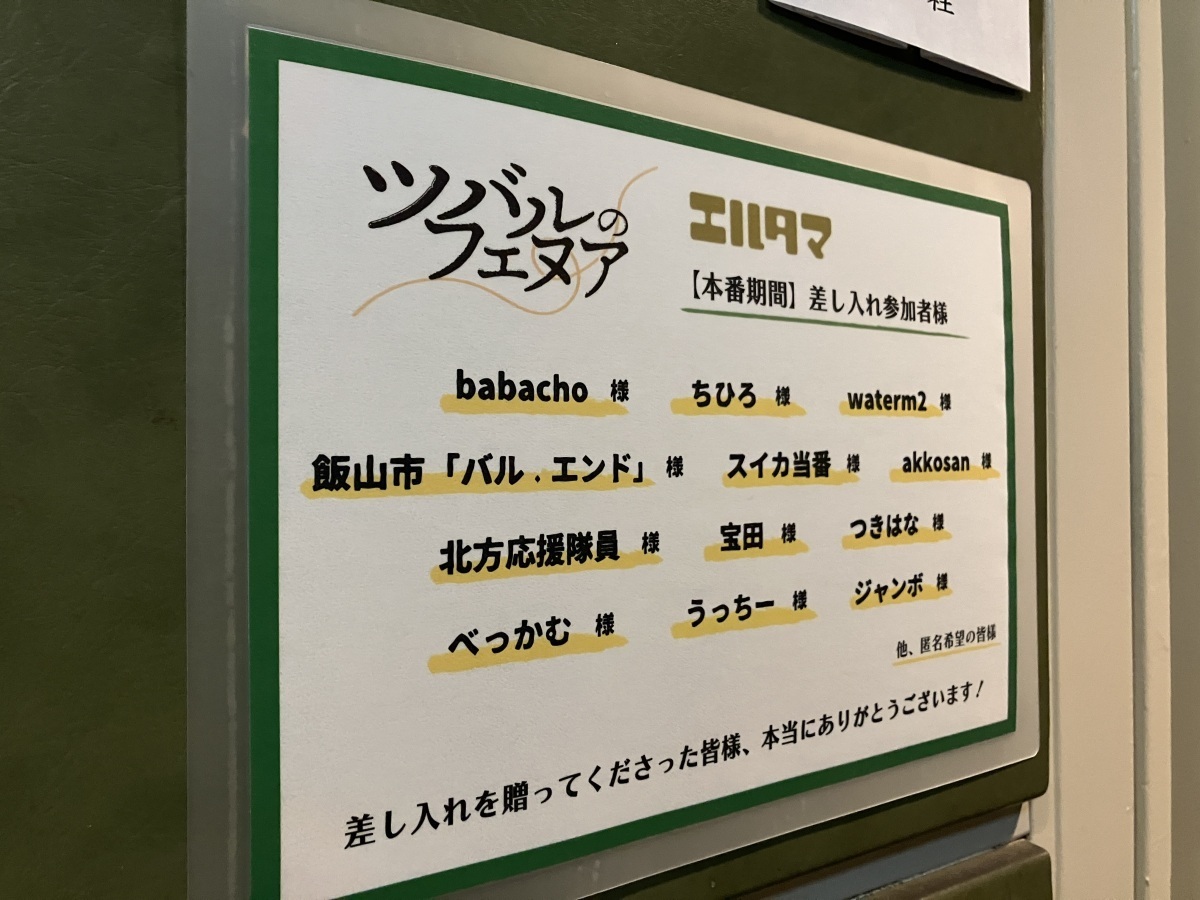 社
ツバルの
フェヌア
エルタマ
【本番期間】差し入れ参加者様
babacho 様 ちひろ 様 waterm2 様
飯山市「バル．エンド」 様 スイカ当番 様 akkosan 様
北方応援隊員 様 宝田 様 つきはな 様
べっかむ 様 うっちー 様 ジャンボ 様
他、匿名希望の皆様
差し入れを贈ってくださった皆様、本当にありがとうございます！